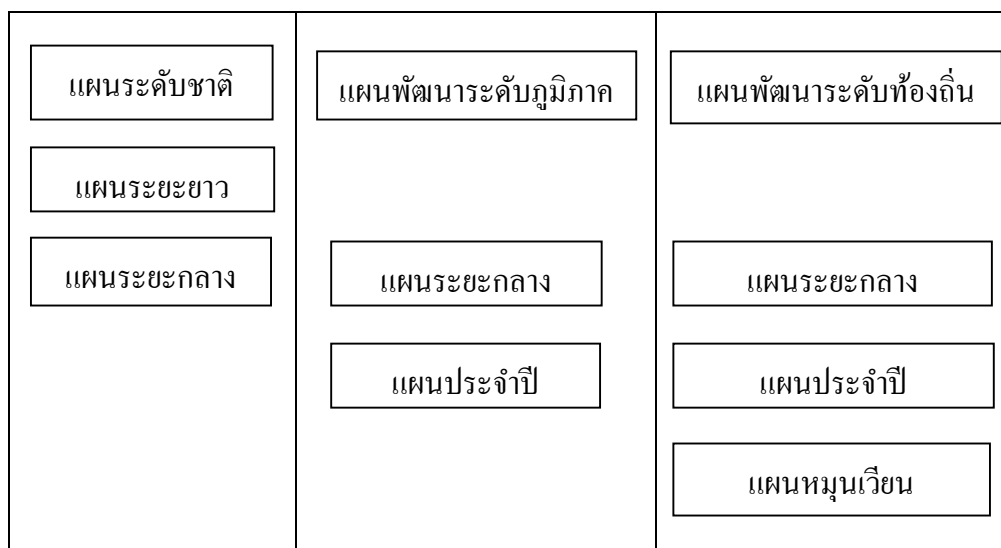 แผนระดับชาติ
แผนพัฒนาระดับภูมิภาค
แผนพัฒนาระดับท้องถิ่น
แผนระยะยาว
แผนระยะกลาง
แผนระยะกลาง
แผนระยะกลาง
แผนประจำปี
แผนประจำปี
แผนหมุนเวียน